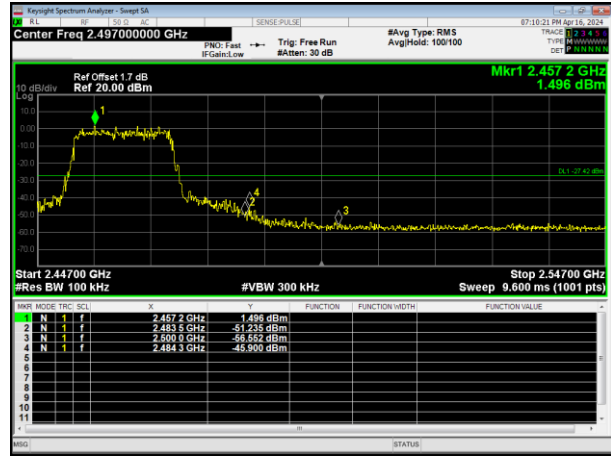 Keysight Spectrum Analyzer - Swept SA
RL RF 50 Ω AC SENSE:PULSE 07:10:21 PM Apr 16, 2024
Center Freq 2.497000000 GHz #Avg Type: RMS TRACE 1 2 3 4 5 6
PNO: Fast Trig: Free Run Avg|Hold: 100/100 TYPE M WWWWW
IFGain:Low #Atten: 30 dB DET P N N N N N
Mkr1 2.457 2 GHz
Ref Offset 1.7 dB
10 dB/div Ref 20.00 dBm 1.496 dBm
Log
10.0
1
0.00
-10.0
-20.0
DL1 -27.42 dBm
-30.0
-40.0
4
2
3
-50.0
-60.0
-70.0
Start 2.44700 GHz Stop 2.54700 GHz
#Res BW 100 kHz #VBW 300 kHz Sweep 9.600 ms (1001 pts)
MKR MODE TRC SCL X Y FUNCTION FUNCTION WIDTH FUNCTION VALUE
1 N 1 f 2.457 2 GHz 1.496 dBm
2 N 1 f 2.483 5 GHz -51.235 dBm
3 N 1 f 2.500 0 GHz -56.552 dBm
4 N 1 f 2.484 3 GHz -45.900 dBm
5
6
7
8
9
10
11
MSG STATUS